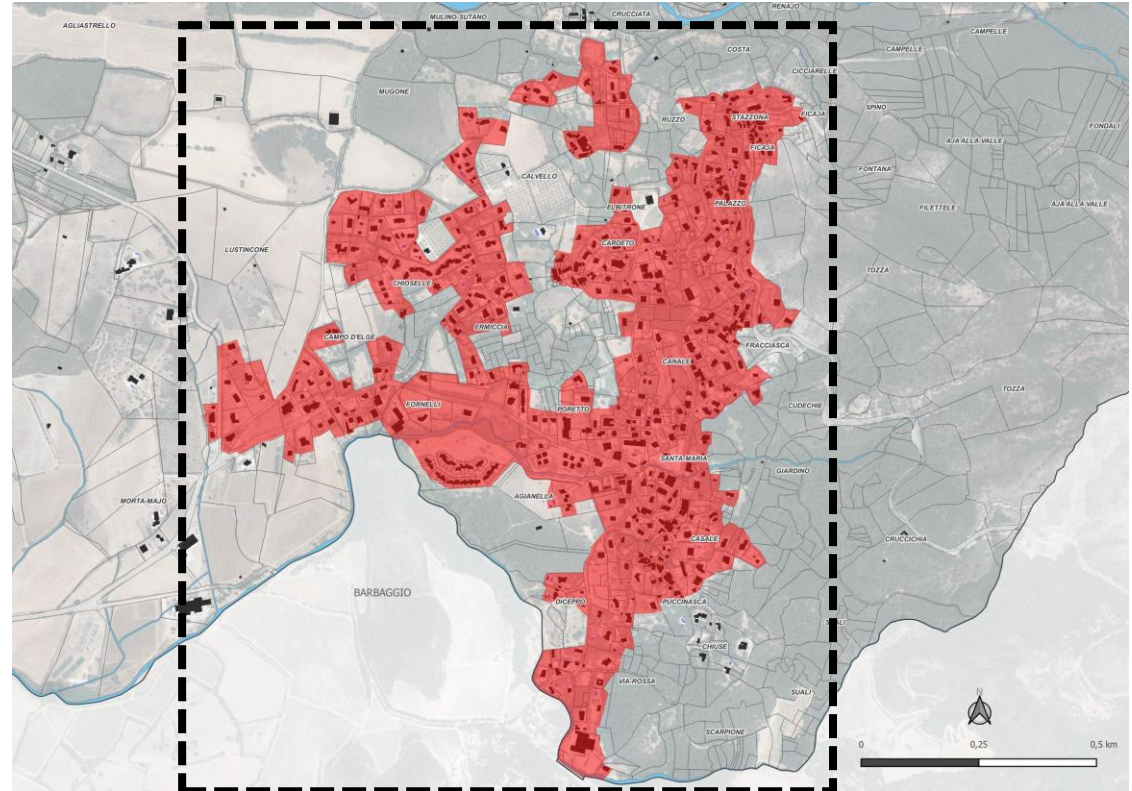 RENAJO
MULINO-SUTANO
CRUCCIATA
AGLIASTRELLO
CAMPELLE
COSTA
CAMPELLE
CICCIARELLE
MUGONE
SPINO
FICAJA
RUZZO
STAZZONA
FONDALI
AJA'ALLA'VALLE
FICAJA
FONTANA
CALVELLO
PALAZZO
AJA'ALLA'VALLE
ELBITRONE
FILETTELE
CARDETO
LUSTINCONE
TOZZA
CHIOSELLE
ERMICCIA
CAMPO D'ELGE
FRACCIASCA
CANALE
TOZZA
FORNELLI
PORETTO
CUDECHIE
SANTA-MARIA
GIARDINO
AGIANELLA
MORTA-MAJO
CASALE
CRUCCICHIA
BARBAGGIO
DICEPPO
PUCCINASCA
CHIUSE
VIA-ROSSA
SUALI
N
SCARPIONE
0 0,25 0,5 km